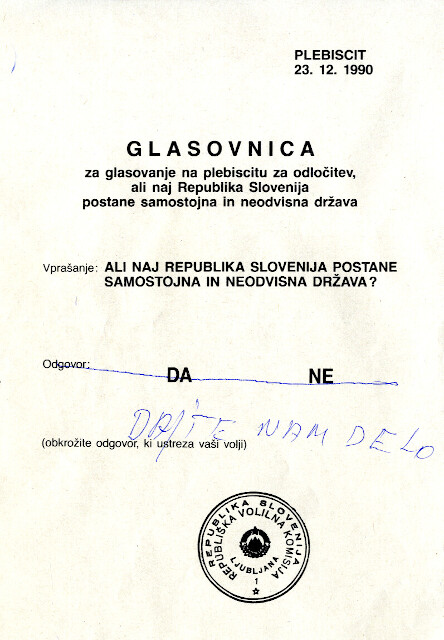 PLEBISCIT
23. 12. 1990
GLASOVNICA
za glasovanje na plebiscitu za odločitev,
ali naj Republika Slovenija
postane samostojna in neodvisna država
Vprašanje: ALI NAJ REPUBLIKA SLOVENIJA POSTANE
SAMOSTOJNA IN NEODVISNA DRŽAVA?
Odgovor:
DA NE
DAJTE NAM DELO
(obkrožite odgovor, ki ustreza vaši volji)
REPUBLIKA SLOVENIJA
REPUBLIŠKA VOLILNA KOMISIJA
LJUBLJANA
1